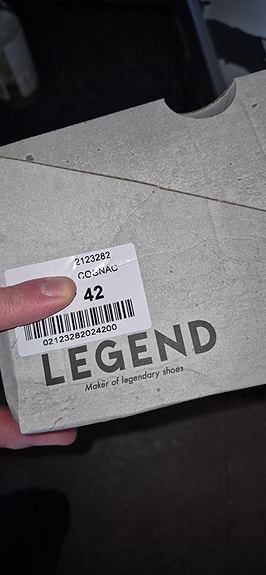 2123282
COGNAC
42
02123282024200
LEGEND
Maker of legendary shoes